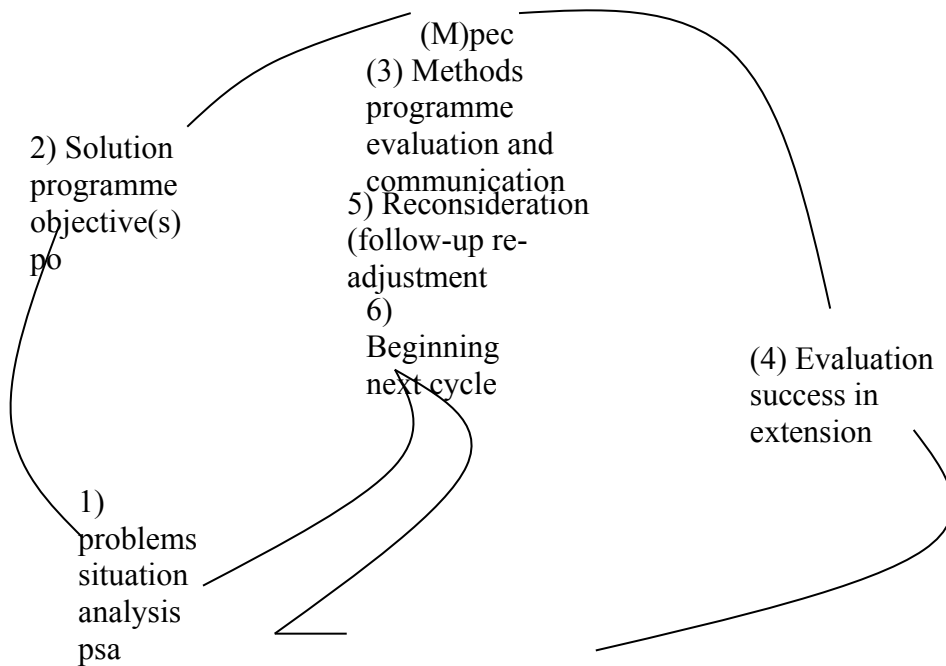 (M)pec
(3) Methods
programme
evaluation and
communication
2) Solution
programme
objective(s)
po
5) Reconsideration
(follow-up re-
adjustment
6)
Beginning
next cycle
(4) Evaluation
success in
extension
1)
problems
situation
analysis
psa